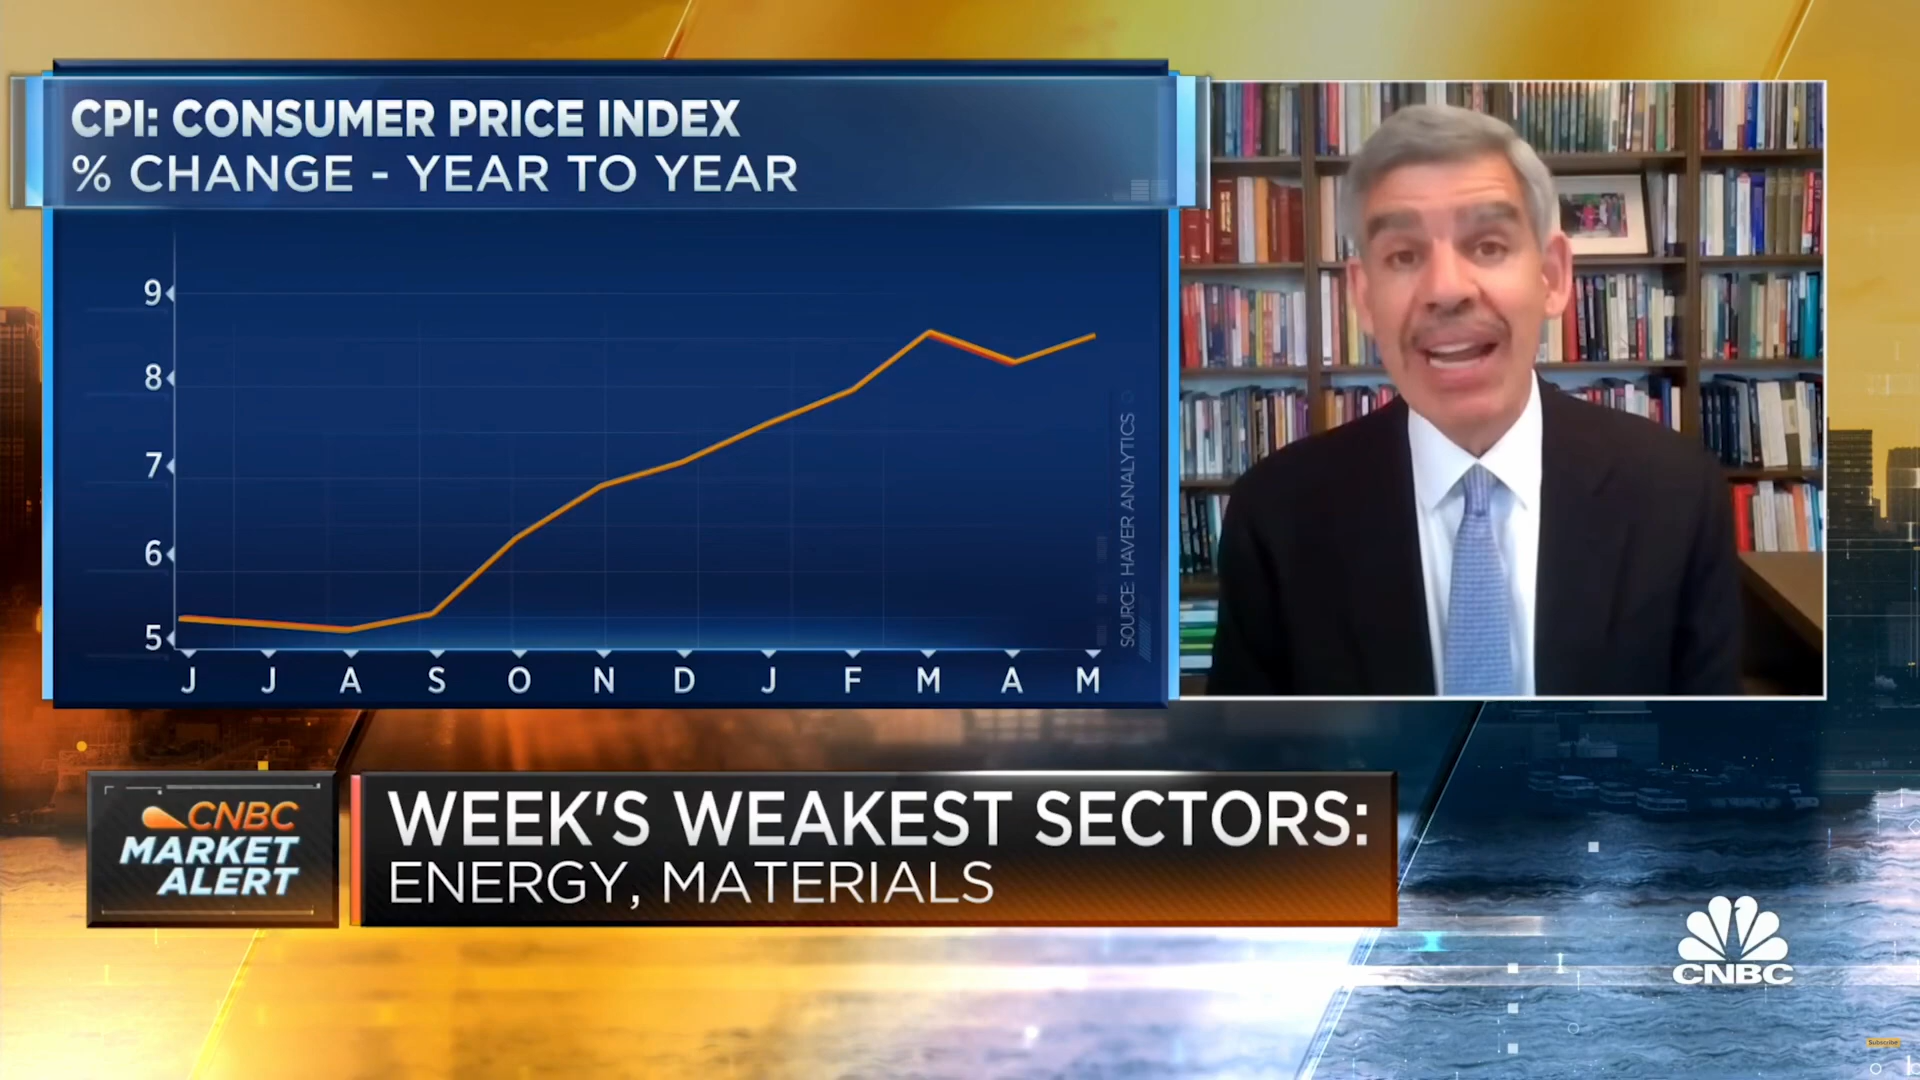 CPI: CONSUMER PRICE INDEX
% CHANGE - YEAR TO YEAR
9
8
7
6
5
J J A S O N D J F M A M
SOURCE: HAVER ANALYTICS
CNBC
MARKET
ALERT
WEEK'S WEAKEST SECTORS:
ENERGY, MATERIALS
CNBC
Subscribe